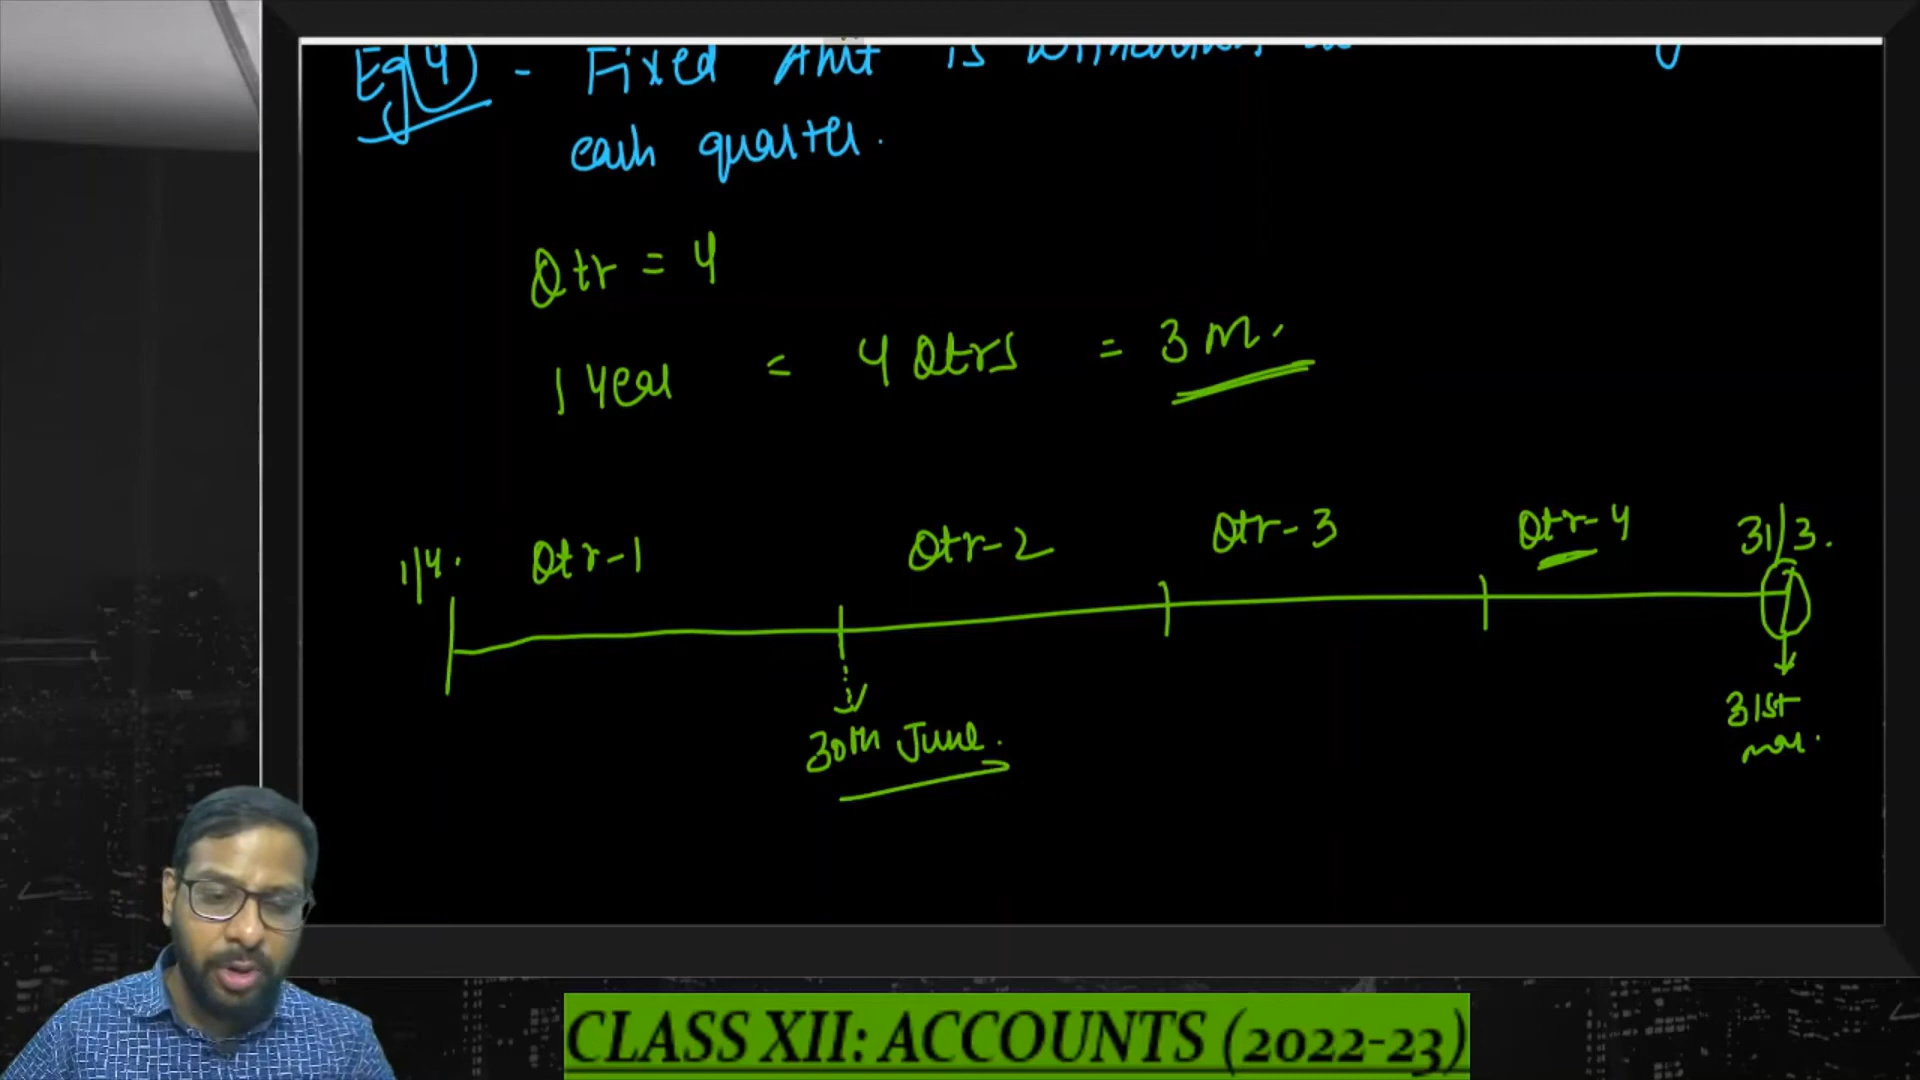 Eg(4) - Fixed Amt is
each quarter.
Qtr = 4
1 Year = 4 Qtrs = 3 m.
1/4. Qtr-1 Qtr-2 Qtr-3 Qtr-4 31/3.
30th June.
31st
mar.
CLASS XII: ACCOUNTS (2022-23)